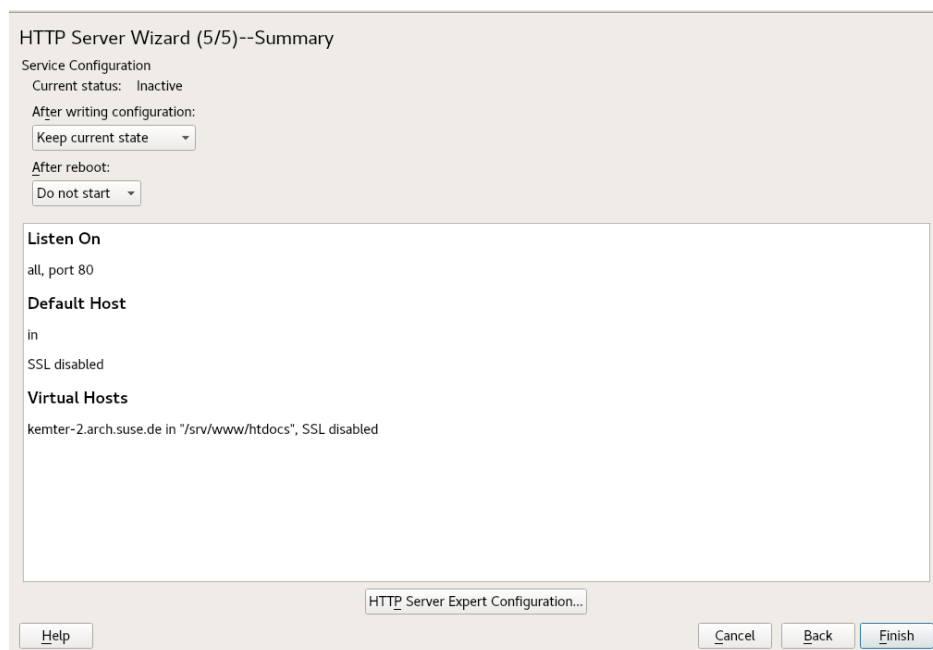 HTTP Server Wizard (5/5)--Summary
Service Configuration
Current status: Inactive
After writing configuration:
Keep current state
After reboot:
Do not start
Listen On
all, port 80
Default Host
in
SSL disabled
Virtual Hosts
kemter-2.arch.suse.de in "/srv/www/htdocs", SSL disabled
HTTP Server Expert Configuration...
Help
Cancel
Back
Finish